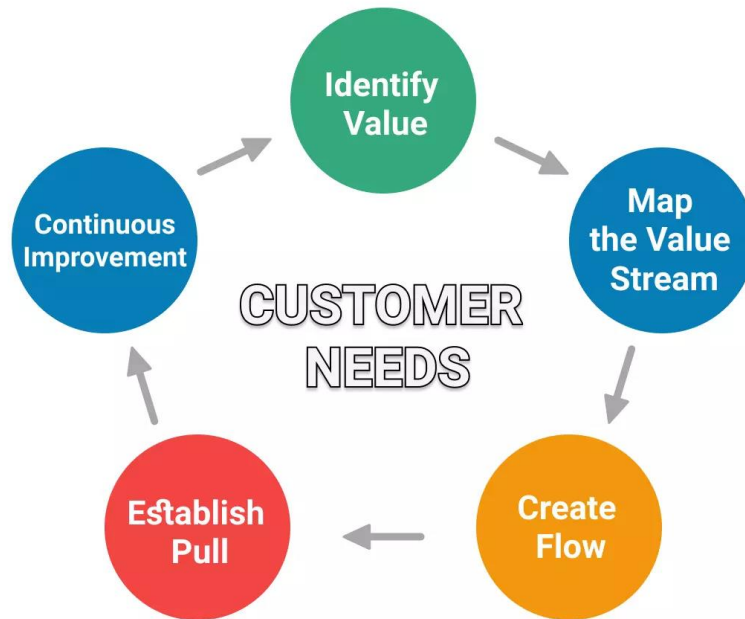 Identify
Value
Map
the Value
Stream
Create
Flow
Establish
Pull
Continuous
Improvement
CUSTOMER
NEEDS